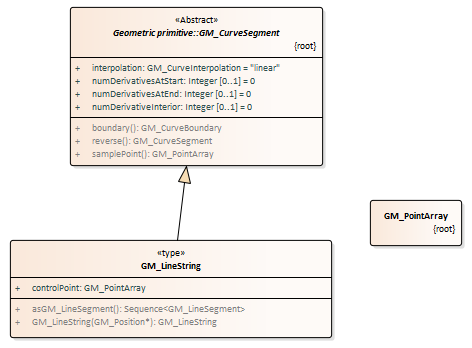 «Abstract»
Geometric primitive::GM_CurveSegment
{root}
+ interpolation: GM_CurveInterpolation = "linear"
+ numDerivativesAtStart: Integer [0..1] = 0
+ numDerivativesAtEnd: Integer [0..1] = 0
+ numDerivativeInterior: Integer [0..1] = 0
+ boundary(): GM_CurveBoundary
+ reverse(): GM_CurveSegment
+ samplePoint(): GM_PointArray
GM_PointArray
{root}
«type»
GM_LineString
+ controlPoint: GM_PointArray
+ asGM_LineSegment(): Sequence<GM_LineSegment>
+ GM_LineString(GM_Position*): GM_LineString